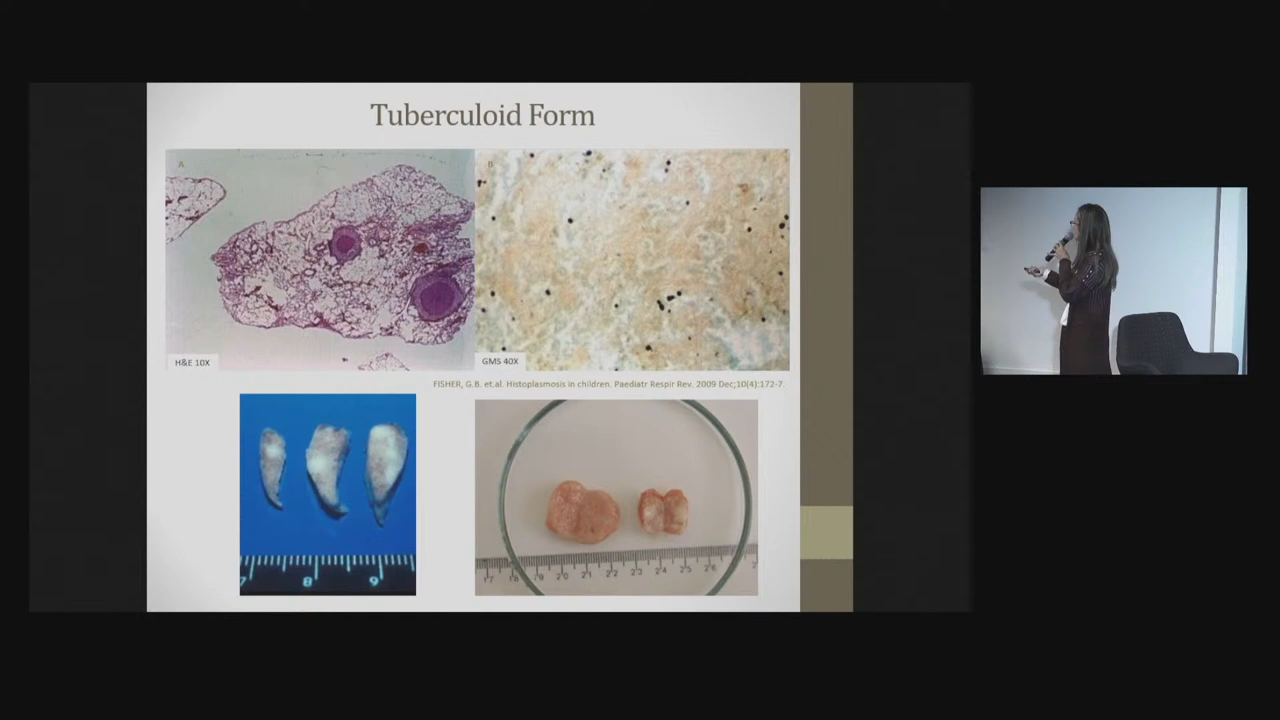 Tuberculoid Form
A
B
H&E 10X
GMS 40X
FISHER, G.B. et.al. Histoplasmosis in children. Paediatr Respir Rev. 2009 Dec;10(4):172-7.
7 8 9
17 18 19 20 21 22 23 24 25 26